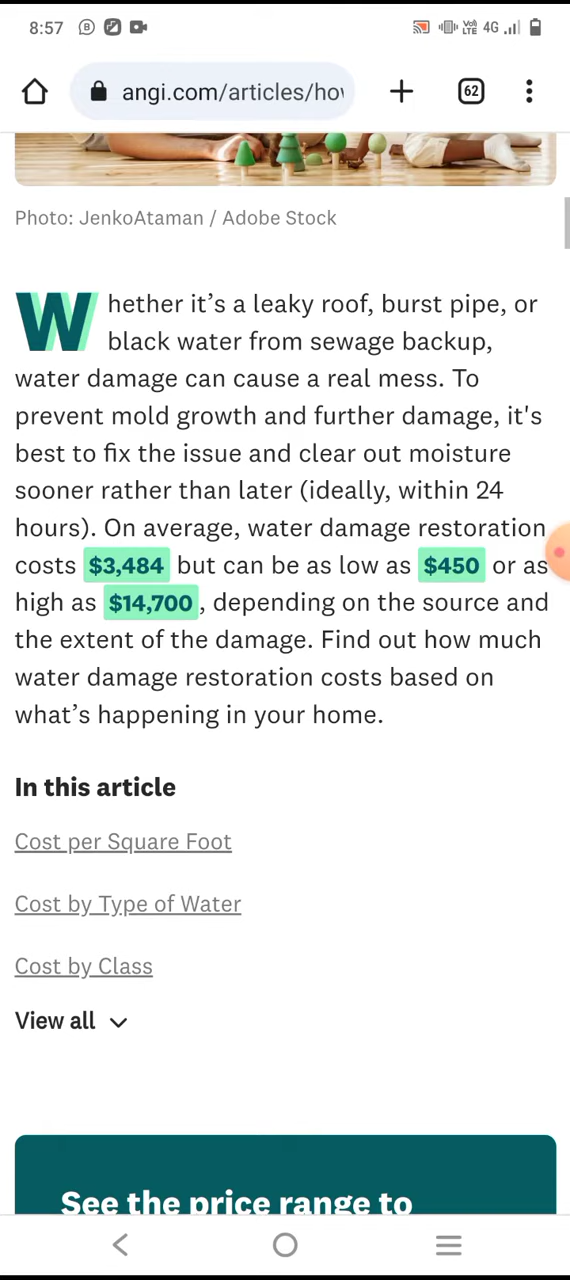 8:57
Vo)) LTE 4G
angi.com/articles/ho
62
Photo: JenkoAtaman / Adobe Stock
Whether it’s a leaky roof, burst pipe, or
black water from sewage backup,
water damage can cause a real mess. To
prevent mold growth and further damage, it's
best to fix the issue and clear out moisture
sooner rather than later (ideally, within 24
hours). On average, water damage restoration
costs $3,484 but can be as low as $450 or as
high as $14,700, depending on the source and
the extent of the damage. Find out how much
water damage restoration costs based on
what’s happening in your home.
In this article
Cost per Square Foot
Cost by Type of Water
Cost by Class
View all
See the price range to